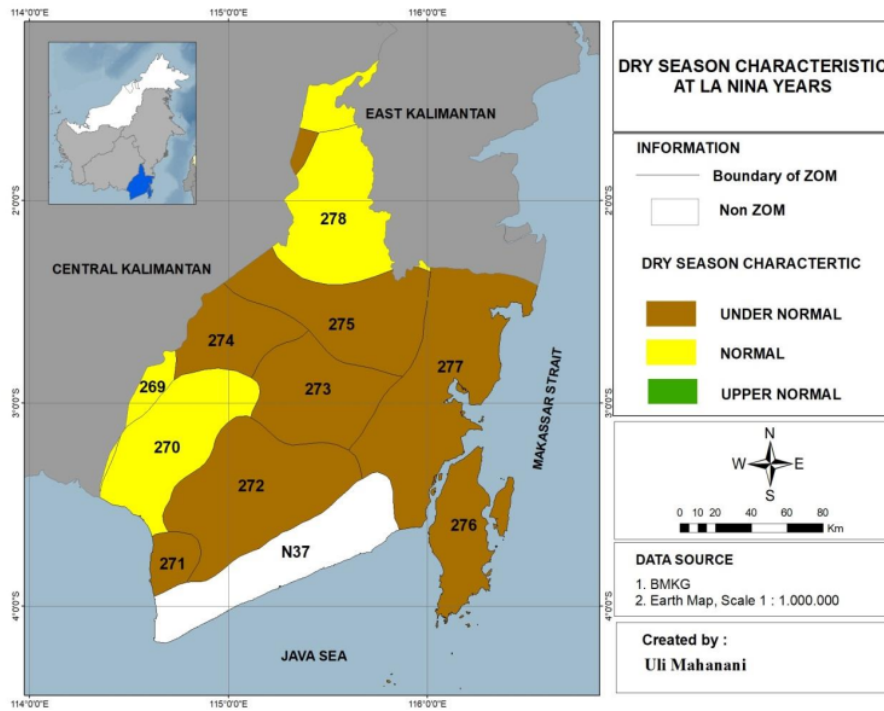 114°0'0"E
115°0'0"E
116°0'0"E
EAST KALIMANTAN
2°0'0"S
2°0'0"S
278
CENTRAL KALIMANTAN
275
274
277
269
273
3°0'0"S
3°0'0"S
MAKASSAR STRAIT
270
272
276
N37
271
4°0'0"S
4°0'0"S
JAVA SEA
114°0'0"E
115°0'0"E
116°0'0"E
DRY SEASON CHARACTERISTIC
AT LA NINA YEARS
INFORMATION
Boundary of ZOM
Non ZOM
DRY SEASON CHARACTERTIC
UNDER NORMAL
NORMAL
UPPER NORMAL
N
W E
S
0 10 20 40 60 80
Km
DATA SOURCE
1. BMKG
2. Earth Map, Scale 1 : 1.000.000
Created by :
Uli Mahanani